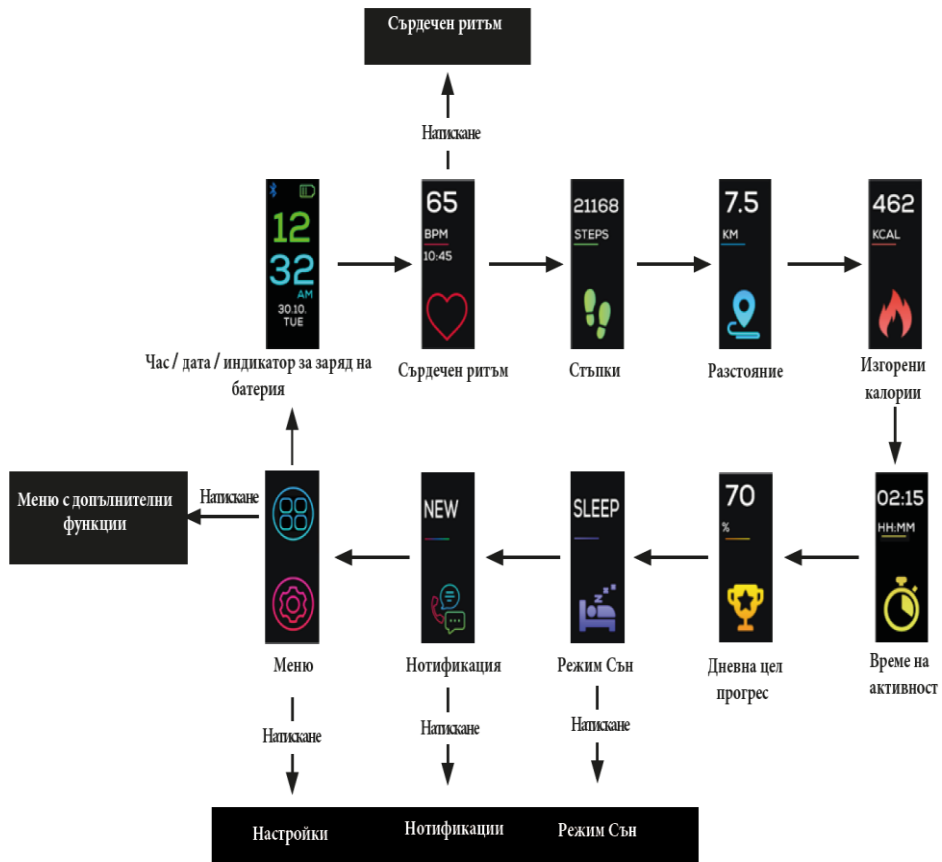 Сърдечен ритъм
Натискане
12
32
AM
30.10.
TUE
65
BPM
10:45
21168
STEPS
7.5
KM
462
KCAL
Час / дата / индикатор за заряд на
батерия
Сърдечен ритъм
Стъпки
Разстояние
Изгорени
калории
Меню с допълнителни
функции
Натискане
NEW
SLEEP
70
%
02:15
HH:MM
Меню
Нотификация
Режим Сън
Дневна цел
прогрес
Време на
активност
Натискане
Натискане
Натискане
Настройки
Нотификации
Режим Сън